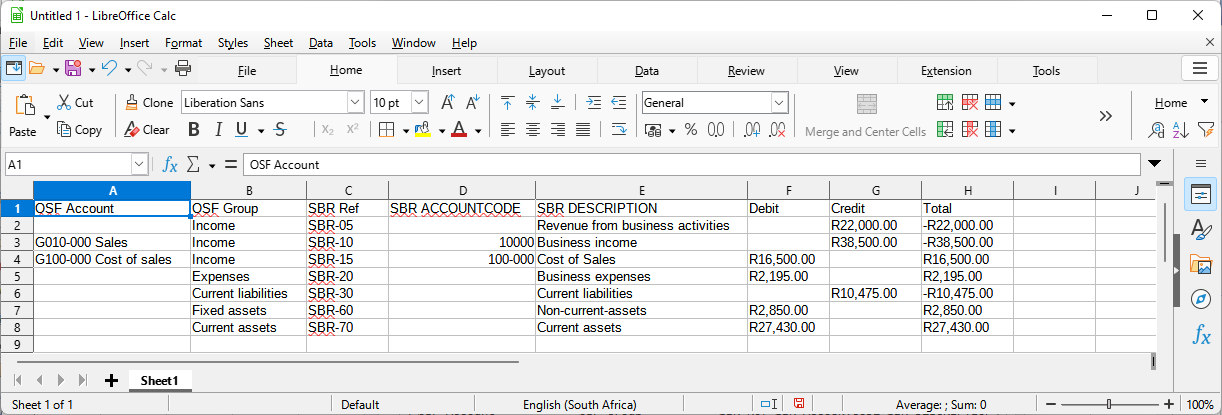 Untitled 1 - LibreOffice Calc
File Edit View Insert Format Styles Sheet Data Tools Window Help
File Home Insert Layout Data Review View Extension Tools
Cut Clone Liberation Sans 10 pt General Home
Paste Copy Clear Merge and Center Cells
A1 OSF Account
A B C D E F G H I J
1 OSF Account OSF Group SBR Ref SBR ACCOUNTCODE SBR DESCRIPTION Debit Credit Total
2 Income SBR-05 Revenue from business activities R22,000.00 -R22,000.00
3 G010-000 Sales Income SBR-10 10000 Business income R38,500.00 -R38,500.00
4 G100-000 Cost of sales Income SBR-15 100-000 Cost of Sales R16,500.00 R16,500.00
5 Expenses SBR-20 Business expenses R2,195.00 R2,195.00
6 Current liabilities SBR-30 Current liabilities R10,475.00 -R10,475.00
7 Fixed assets SBR-60 Non-current-assets R2,850.00 R2,850.00
8 Current assets SBR-70 Current assets R27,430.00 R27,430.00
9
Sheet1
Sheet 1 of 1 Default English (South Africa) Average: ; Sum: 0 100%